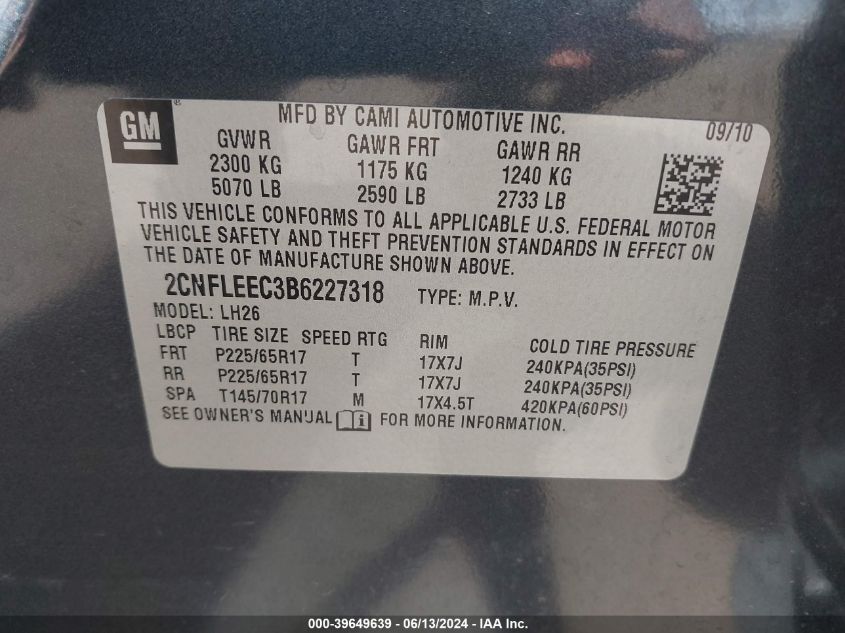 GM®
MFD BY CAMI AUTOMOTIVE INC.
09/10
GVWR GAWR FRT GAWR RR
2300 KG 1175 KG 1240 KG
5070 LB 2590 LB 2733 LB
THIS VEHICLE CONFORMS TO ALL APPLICABLE U.S. FEDERAL MOTOR
VEHICLE SAFETY AND THEFT PREVENTION STANDARDS IN EFFECT ON
THE DATE OF MANUFACTURE SHOWN ABOVE.
2CNFLEEC3B6227318 TYPE: M.P.V.
MODEL: LH26
LBCP TIRE SIZE SPEED RTG RIM COLD TIRE PRESSURE
FRT P225/65R17 T 17X7J 240KPA(35PSI)
RR P225/65R17 T 17X7J 240KPA(35PSI)
SPA T145/70R17 M 17X4.5T 420KPA(60PSI)
SEE OWNER'S MANUAL i FOR MORE INFORMATION.
000-39649639 - 06/13/2024 - IAA Inc.